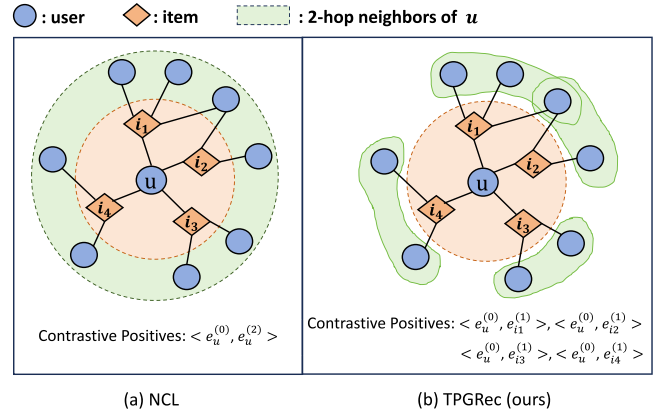 : user : item : 2-hop neighbors of u
i₁
i₂
u
i₄
i₃
Contrastive Positives: < e_u^(0), e_u^(2) >
(a) NCL
i₁
i₂
u
i₄
i₃
Contrastive Positives: < e_u^(0), e_i1^(1) >, < e_u^(0), e_i2^(1) >
< e_u^(0), e_i3^(1) >, < e_u^(0), e_i4^(1) >
(b) TPGRec (ours)